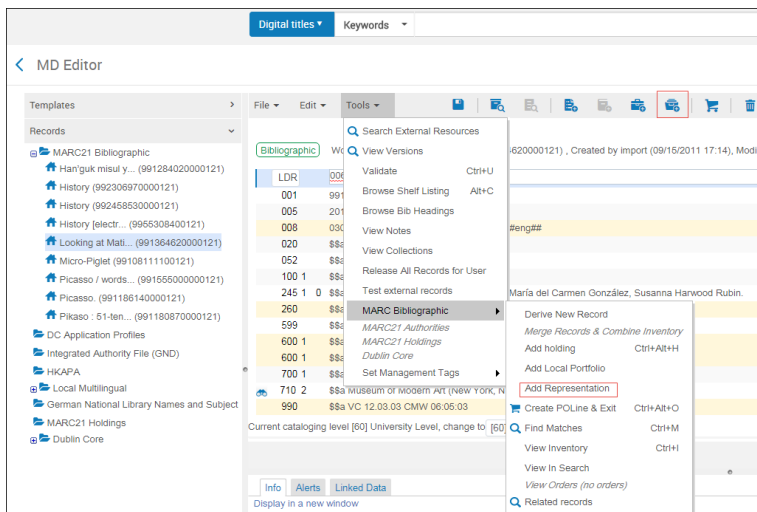 Digital titles Keywords
MD Editor
Templates
Records
MARC21 Bibliographic
Han'guk misul y... (991284020000121)
History (992306970000121)
History (992458530000121)
History [electr... (9955308400121)
Looking at Mati... (991364620000121)
Micro-Piglet (99108111100121)
Picasso / words... (991555000000121)
Picasso. (991186140000121)
Pikaso : 51-ten... (991180870000121)
DC Application Profiles
Integrated Authority File (GND)
HKAPA
Local Multilingual
German National Library Names and Subject
MARC21 Holdings
Dublin Core
File Edit Tools
Search External Resources
View Versions
Validate Ctrl+U
Browse Shelf Listing Alt+C
Browse Bib Headings
View Notes
View Collections
Release All Records for User
Test external records
MARC Bibliographic
MARC21 Authorities
MARC21 Holdings
Dublin Core
Set Management Tags
Derive New Record
Merge Records & Combine Inventory
Add holding Ctrl+Alt+H
Add Local Portfolio
Add Representation
Create POLine & Exit Ctrl+Alt+O
Find Matches Ctrl+M
View Inventory Ctrl+I
View In Search
View Orders (no orders)
Related records
Bibliographic Wo 4620000121) , Created by import (09/15/2011 17:14), Modi
LDR 006
001 991
005 201
008 030 #eng##
020 $$a
052 $$a
100 1 $$a
245 1 0 $$a María del Carmen González, Susanna Harwood Rubin.
260 $$a
599 $$a
600 1 $$a
600 1 $$a
700 1 $$a
710 2 $$a Museum of Modern Art (New York, N
990 $$a VC 12.03.03 CMW 06:05:03
Current cataloging level [60] University Level, change to [60]
Info Alerts Linked Data
Display in a new window